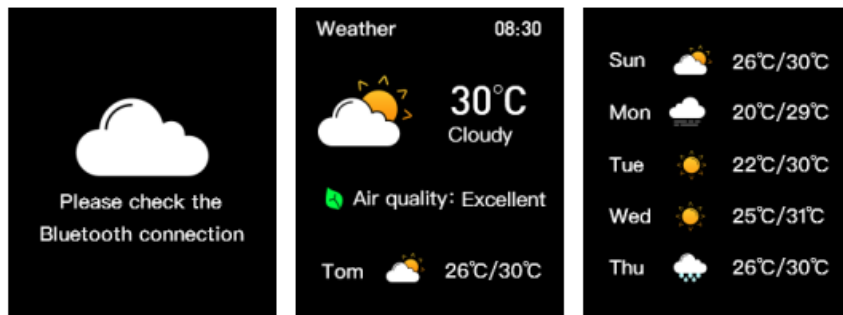 Please check the
Bluetooth connection
Weather 08:30
30°C
Cloudy
Air quality: Excellent
Tom 26℃/30℃
Sun 26℃/30℃
Mon 20℃/29℃
Tue 22℃/30℃
Wed 25℃/31℃
Thu 26℃/30℃